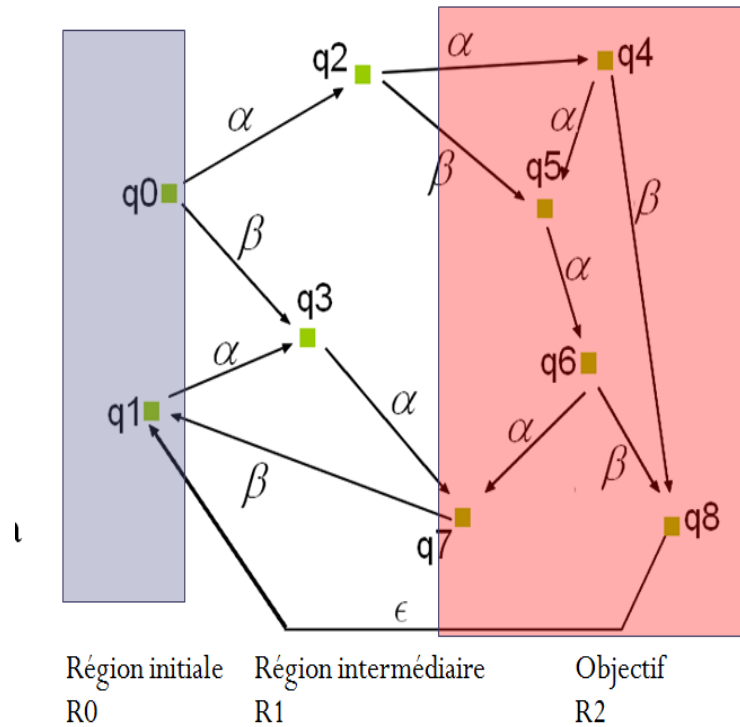 q2
α
q4
α
α
q5
β
q0
β
β
q3
α
q6
α
α
q1
α
β
β
q8
q7
ϵ
Région initiale Région intermédiaire Objectif
R0 R1 R2